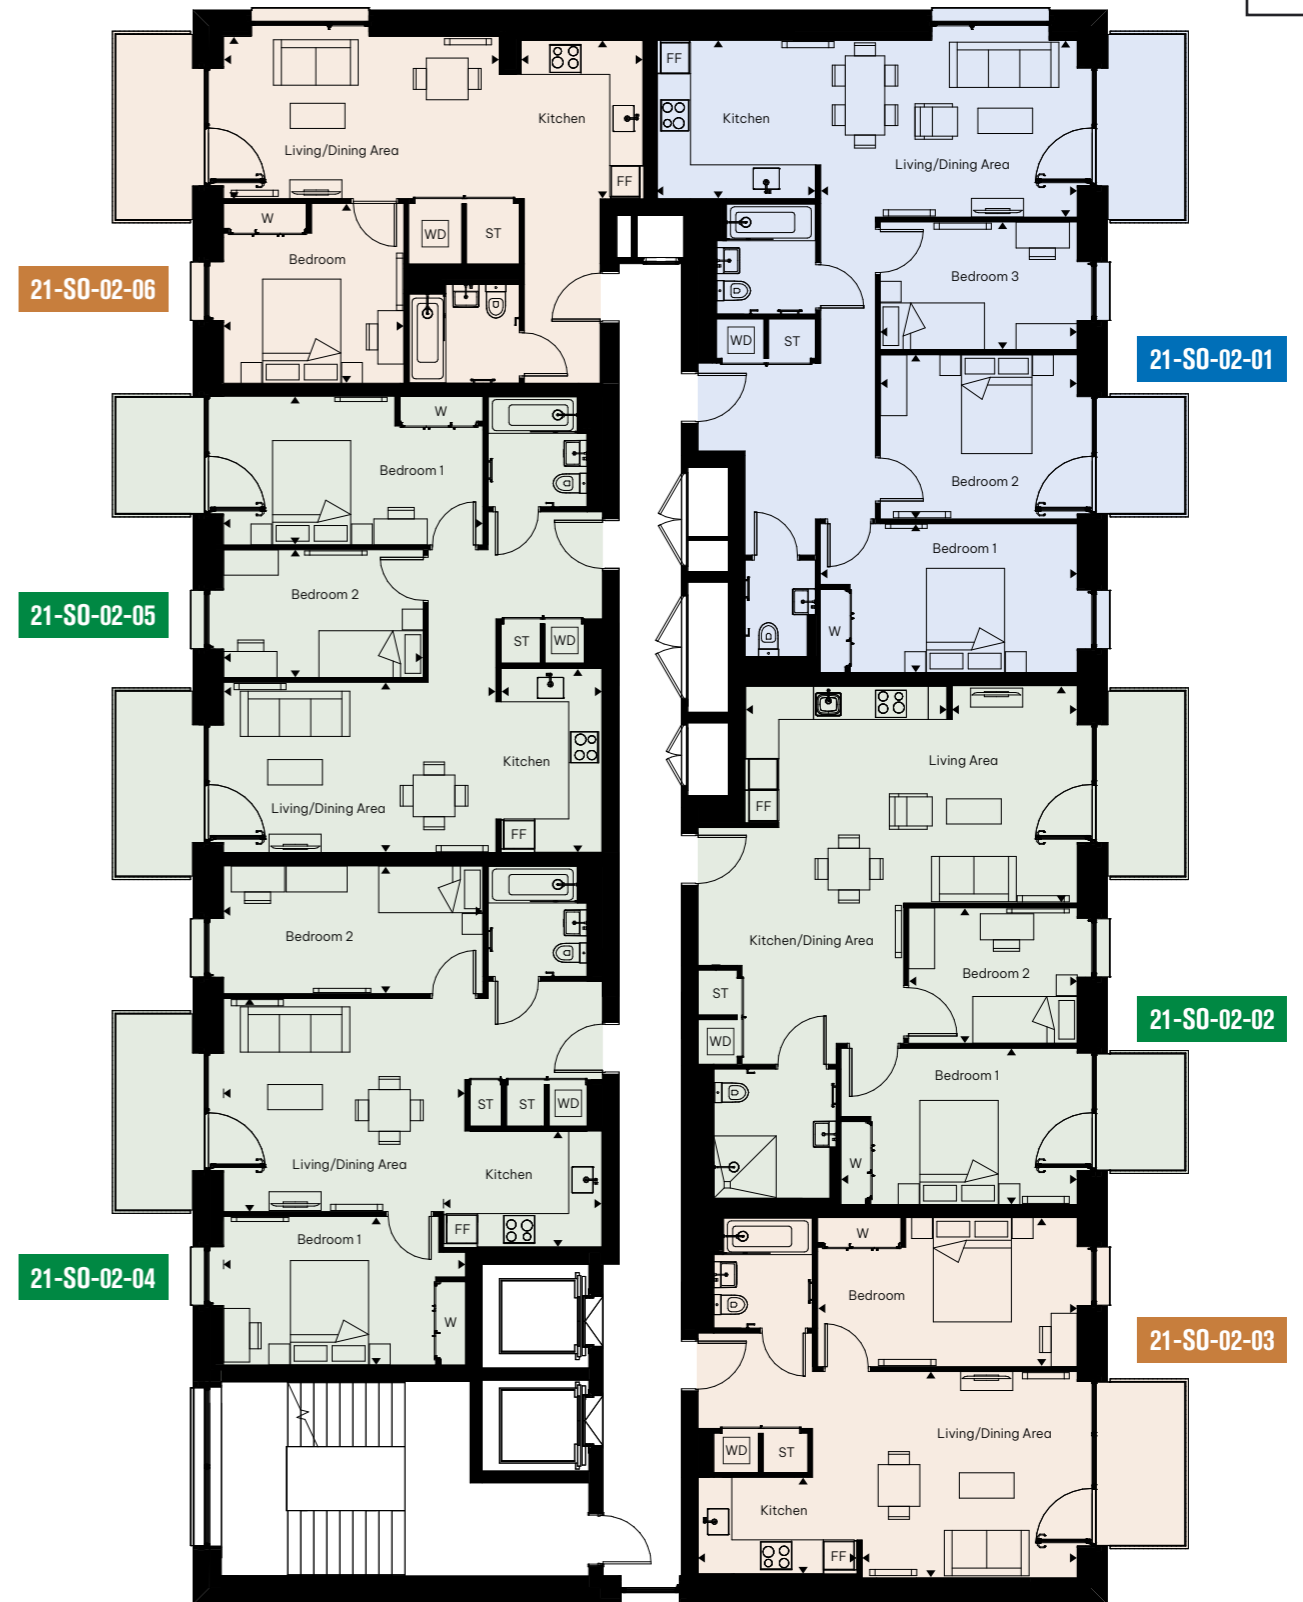 Living/Dining Area
Kitchen
FF
W
WD
ST
Bedroom
21-SO-02-06
FF
Kitchen
Living/Dining Area
Bedroom 3
WD
ST
Bedroom 2
Bedroom 1
W
21-SO-02-01
W
Bedroom 1
Bedroom 2
ST
WD
Kitchen
Living/Dining Area
FF
21-SO-02-05
Living Area
FF
Kitchen/Dining Area
Bedroom 2
ST
WD
Bedroom 1
W
21-SO-02-02
Bedroom 2
ST
ST
WD
Living/Dining Area
Kitchen
FF
Bedroom 1
W
21-SO-02-04
W
Bedroom
21-SO-02-03
WD
ST
Living/Dining Area
Kitchen
FF